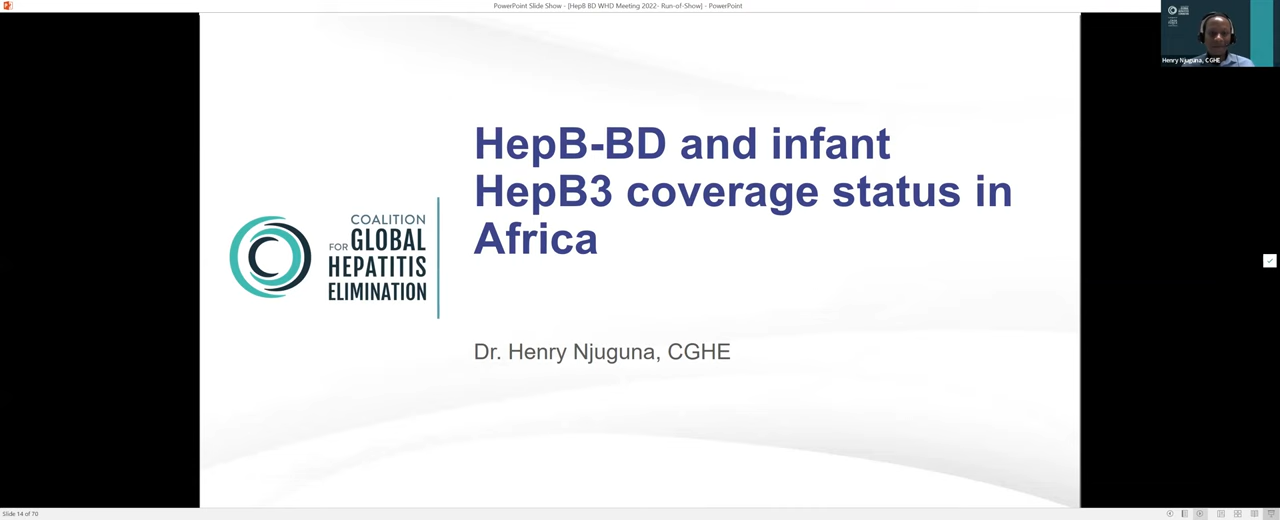 PowerPoint Slide Show - [HepB BD WHD Meeting 2022- Run-of-Show] - PowerPoint
Henry Njuguna, CGHE
HepB-BD and infant
HepB3 coverage status in
Africa
COALITION
FOR GLOBAL
HEPATITIS
ELIMINATION
Dr. Henry Njuguna, CGHE
Slide 14 of 70